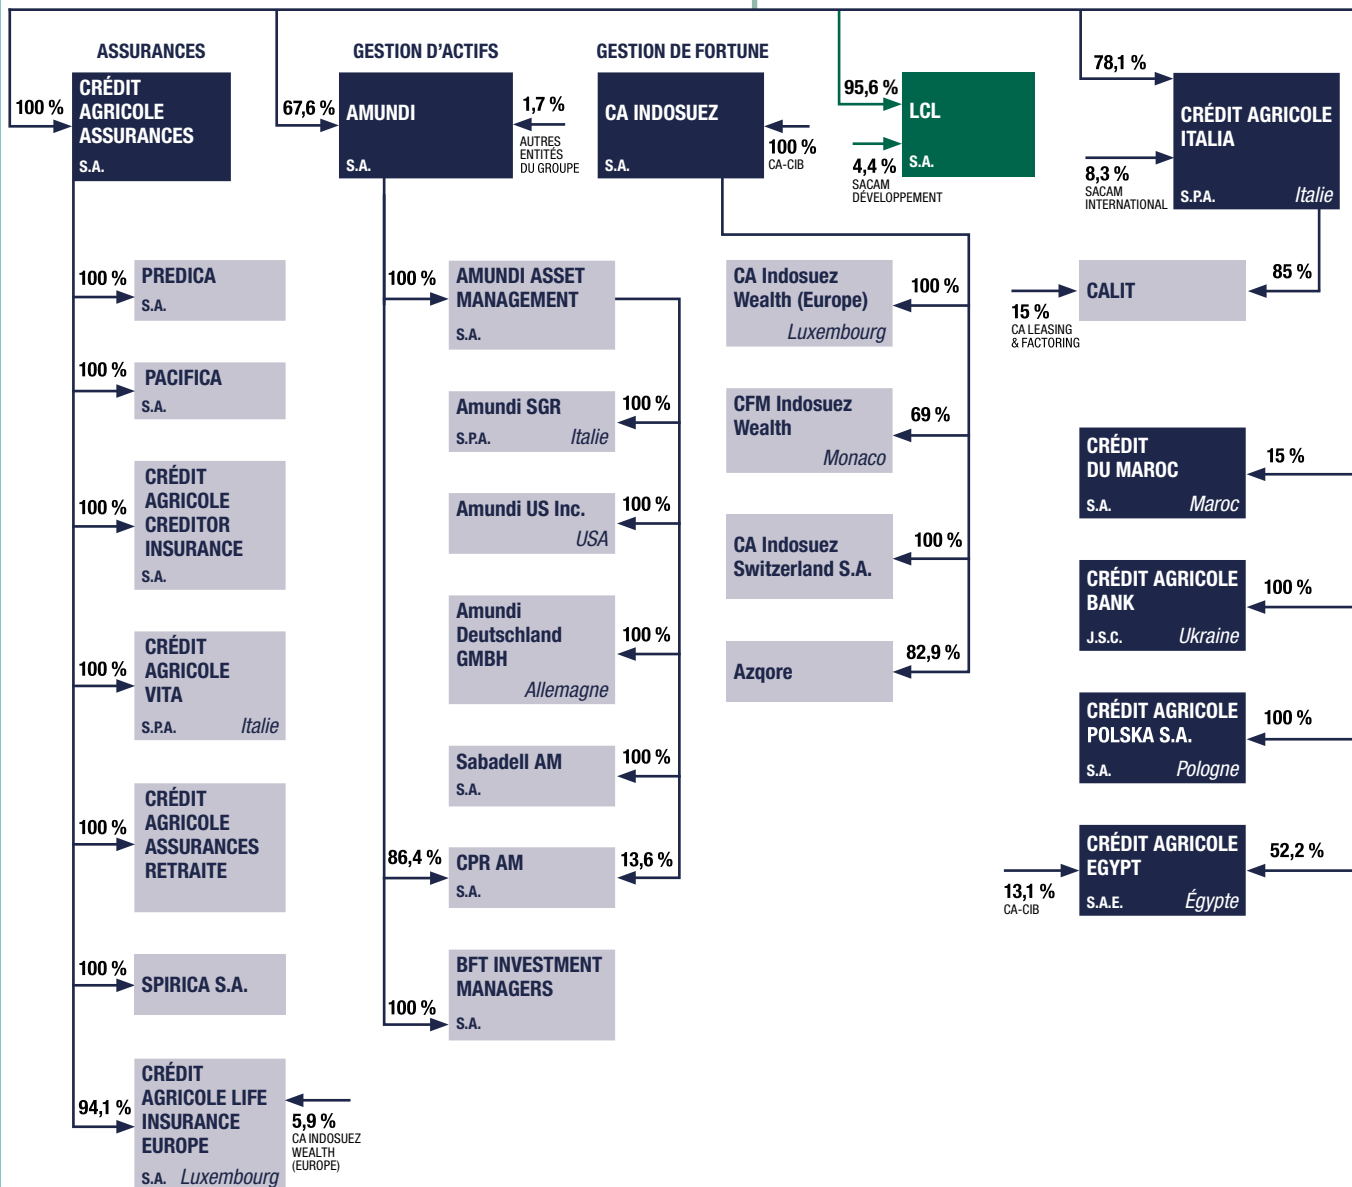 ASSURANCES
100 %
CRÉDIT
AGRICOLE
ASSURANCES
S.A.
100 %
PREDICA
S.A.
100 %
PACIFICA
S.A.
100 %
CRÉDIT
AGRICOLE
CREDITOR
INSURANCE
S.A.
100 %
CRÉDIT
AGRICOLE
VITA
S.P.A. Italie
100 %
CRÉDIT
AGRICOLE
ASSURANCES
RETRAITE
100 %
SPIRICA S.A.
94,1 %
CRÉDIT
AGRICOLE LIFE
INSURANCE
EUROPE
S.A. Luxembourg
5,9 %
CA INDOSUEZ
WEALTH
(EUROPE)
GESTION D'ACTIFS
67,6 %
AMUNDI
S.A.
1,7 %
AUTRES
ENTITÉS
DU GROUPE
100 %
AMUNDI ASSET
MANAGEMENT
S.A.
Amundi SGR
S.P.A. Italie
100 %
Amundi US Inc.
USA
100 %
Amundi
Deutschland
GMBH
Allemagne
100 %
Sabadell AM
S.A.
100 %
86,4 %
CPR AM
S.A.
13,6 %
100 %
BFT INVESTMENT
MANAGERS
S.A.
GESTION DE FORTUNE
CA INDOSUEZ
S.A.
100 %
CA-CIB
CA Indosuez
Wealth (Europe)
Luxembourg
100 %
CFM Indosuez
Wealth
Monaco
69 %
CA Indosuez
Switzerland S.A.
100 %
Azqore
82,9 %
95,6 %
LCL
S.A.
4,4 %
SACAM
DÉVELOPPEMENT
78,1 %
CRÉDIT AGRICOLE
ITALIA
S.P.A. Italie
8,3 %
SACAM
INTERNATIONAL
CALIT
85 %
15 %
CA LEASING
& FACTORING
CRÉDIT
DU MAROC
S.A. Maroc
15 %
CRÉDIT AGRICOLE
BANK
J.S.C. Ukraine
100 %
CRÉDIT AGRICOLE
POLSKA S.A.
S.A. Pologne
100 %
CRÉDIT AGRICOLE
EGYPT
S.A.E. Égypte
52,2 %
13,1 %
CA-CIB